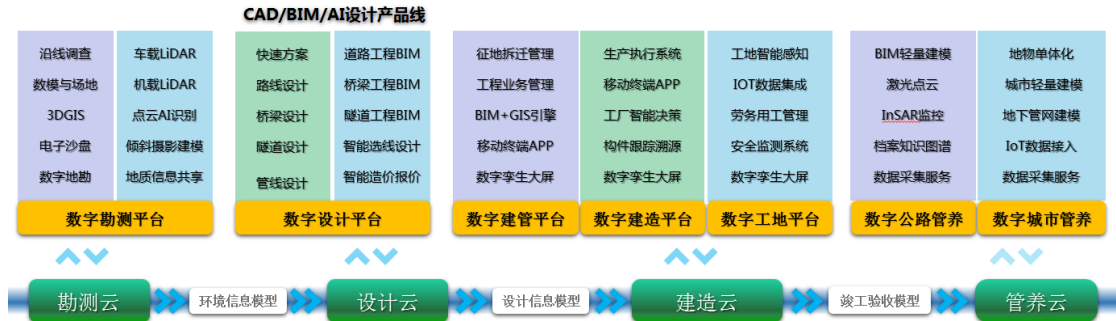 CAD/BIM/AI设计产品线
沿线调查
数模与场地
3DGIS
电子沙盘
数字地勘
车载LiDAR
机载LiDAR
点云AI识别
倾斜摄影建模
地质信息共享
数字勘测平台
快速方案
路线设计
桥梁设计
隧道设计
管线设计
道路工程BIM
桥梁工程BIM
隧道工程BIM
智能选线设计
智能造价报价
数字设计平台
征地拆迁管理
工程业务管理
BIM+GIS引擎
移动终端APP
数字孪生大屏
数字建管平台
生产执行系统
移动终端APP
工厂智能决策
构件跟踪溯源
数字孪生大屏
数字建造平台
工地智能感知
IOT数据集成
劳务用工管理
安全监测系统
数字孪生大屏
数字工地平台
BIM轻量建模
激光点云
InSAR监控
档案知识图谱
数据采集服务
数字公路管养
地物单体化
城市轻量建模
地下管网建模
IoT数据接入
数据采集服务
数字城市管养
勘测云
环境信息模型
设计云
设计信息模型
建造云
竣工验收模型
管养云